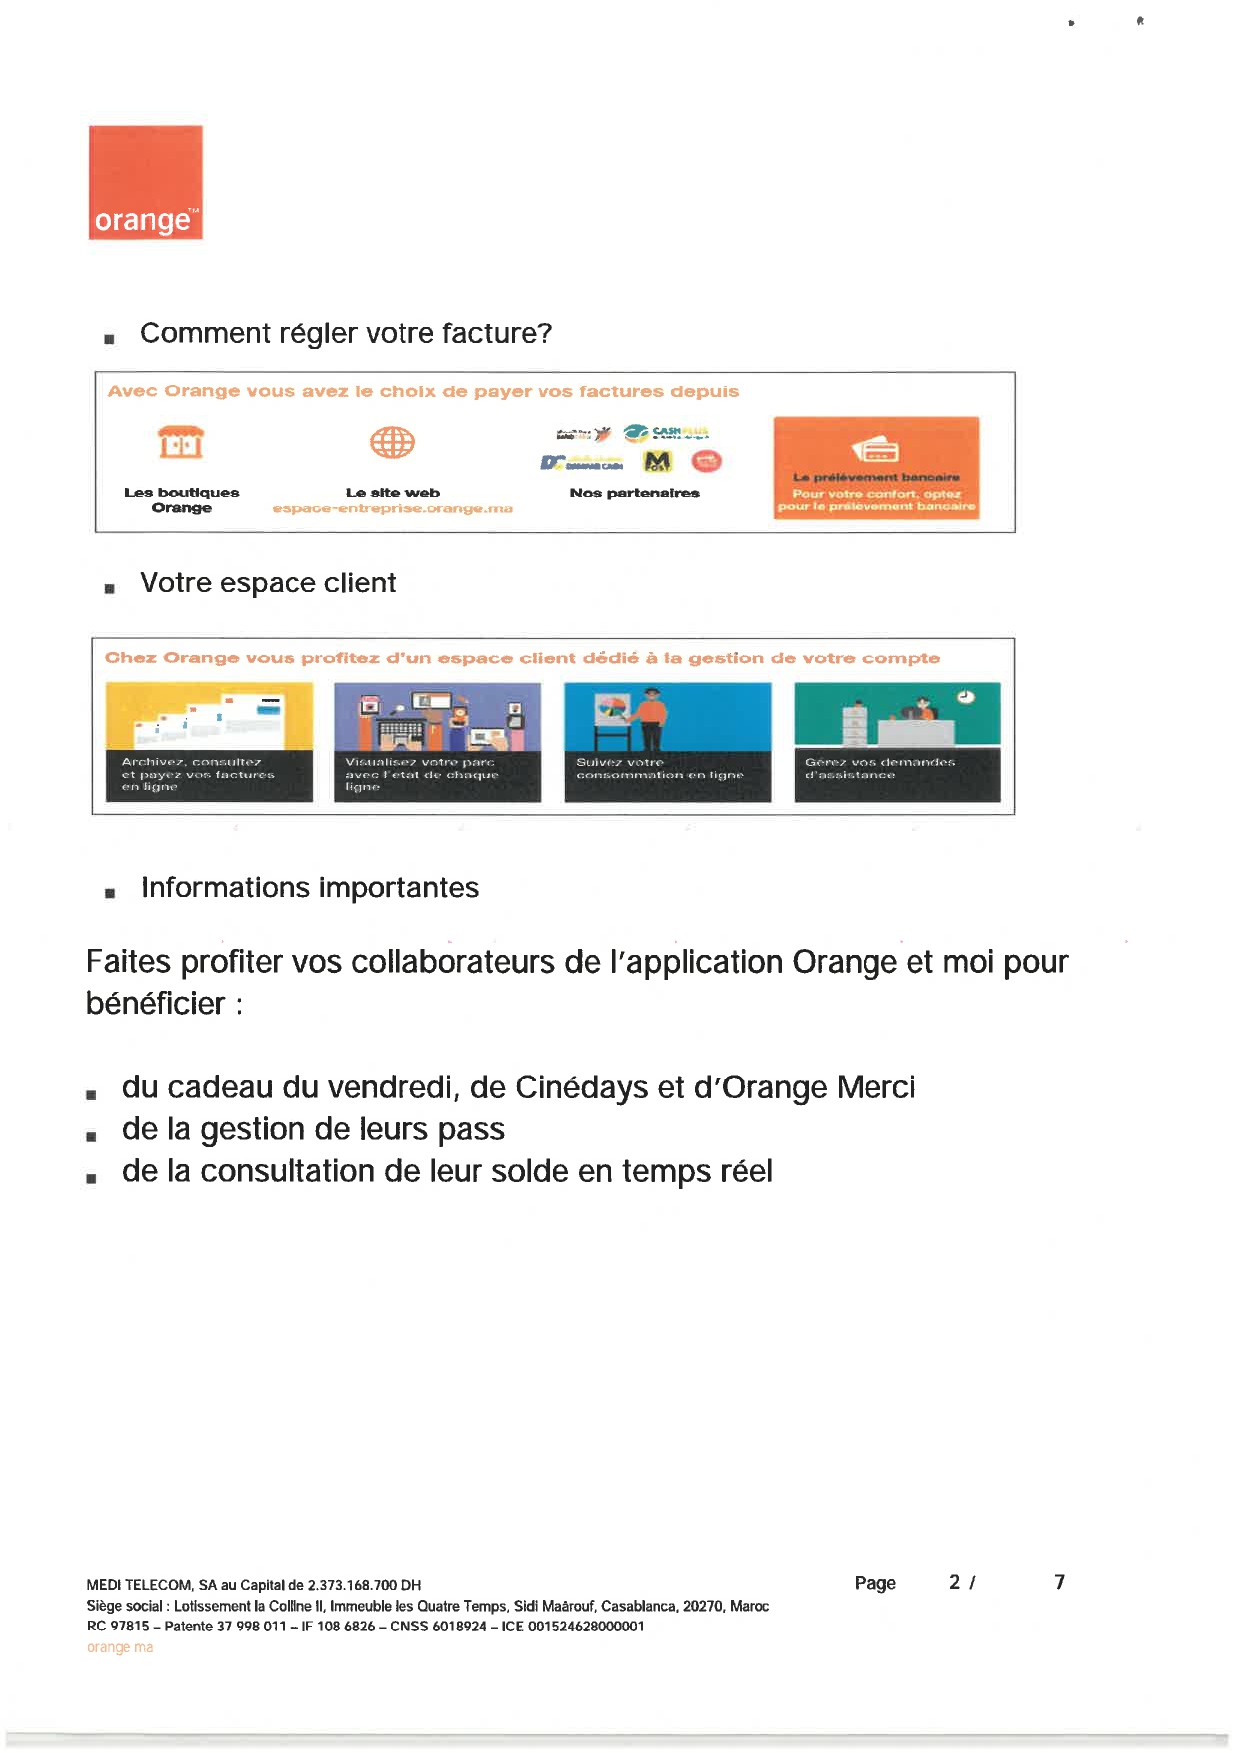 orange™
Comment régler votre facture?
Avec Orange vous avez le choix de payer vos factures depuis
CASH PLUS
DC DAMANE CASH
Les boutiques
Orange
Le site web
espace-entreprise.orange.ma
Nos partenaires
Le prélèvement bancaire
Pour votre confort, optez
pour le prélèvement bancaire
Votre espace client
Chez Orange vous profitez d'un espace client dédié à la gestion de votre compte
Archivez, consultez
et payez vos factures
en ligne
Visualisez votre parc
avec l'etat de chaque
ligne
Suivez votre
consommation en ligne
Gérez vos demandes
d'assistance
Informations importantes
Faites profiter vos collaborateurs de l'application Orange et moi pour
bénéficier :
du cadeau du vendredi, de Cinédays et d'Orange Merci
de la gestion de leurs pass
de la consultation de leur solde en temps réel
MEDI TELECOM, SA au Capital de 2.373.168.700 DH
Siège social : Lotissement la Colline II, Immeuble les Quatre Temps, Sidi Maârouf, Casablanca, 20270, Maroc
RC 97815 – Patente 37 998 011 – IF 108 6826 – CNSS 6018924 – ICE 001524628000001
orange ma
Page 2 / 7